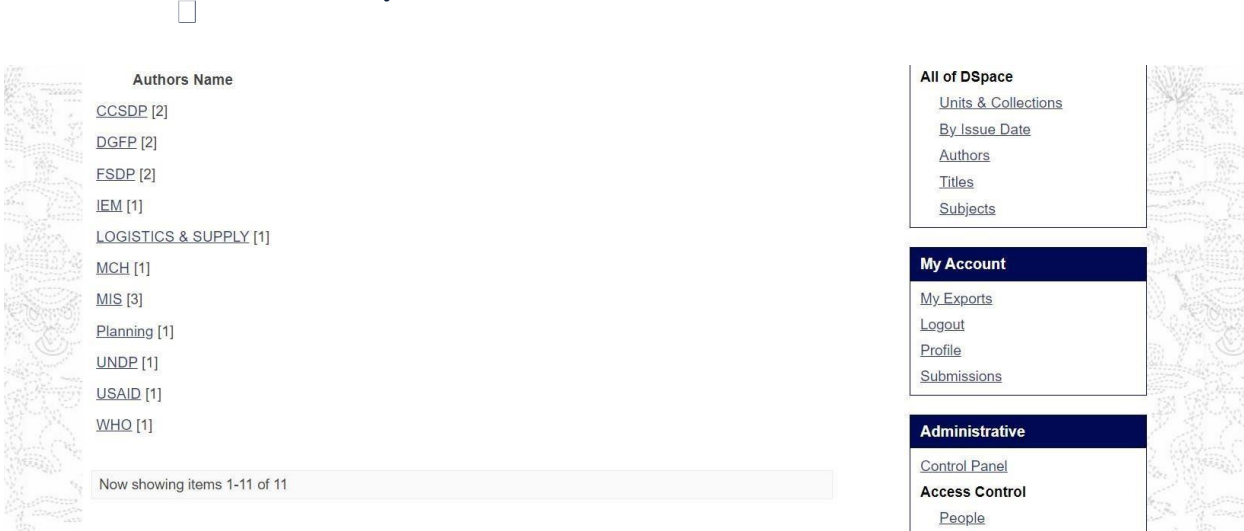 Authors Name
CCSDP [2]
DGFP [2]
FSDP [2]
IEM [1]
LOGISTICS & SUPPLY [1]
MCH [1]
MIS [3]
Planning [1]
UNDP [1]
USAID [1]
WHO [1]
Now showing items 1-11 of 11
All of DSpace
Units & Collections
By Issue Date
Authors
Titles
Subjects
My Account
My Exports
Logout
Profile
Submissions
Administrative
Control Panel
Access Control
People